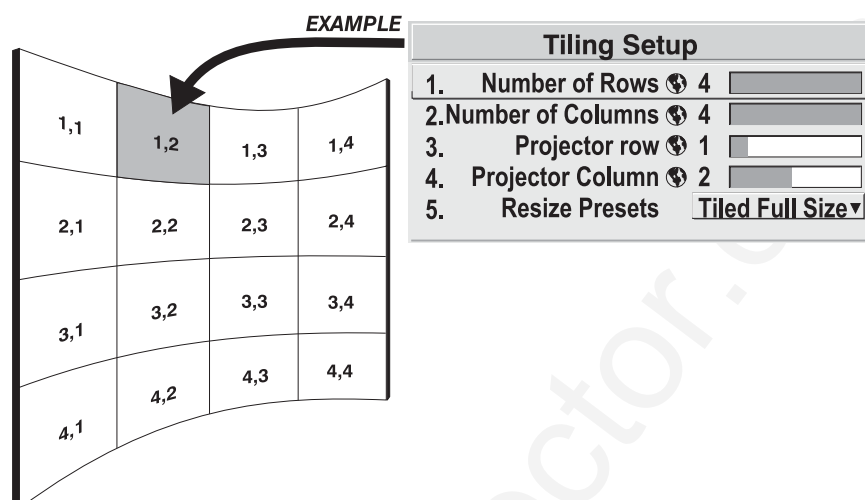 EXAMPLE
Tiling Setup
1. Number of Rows 4
2. Number of Columns 4
3. Projector row 1
4. Projector Column 2
5. Resize Presets Tiled Full Size▾
1,1 1,2 1,3 1,4
2,1 2,2 2,3 2,4
3,1 3,2 3,3 3,4
4,1 4,2 4,3 4,4